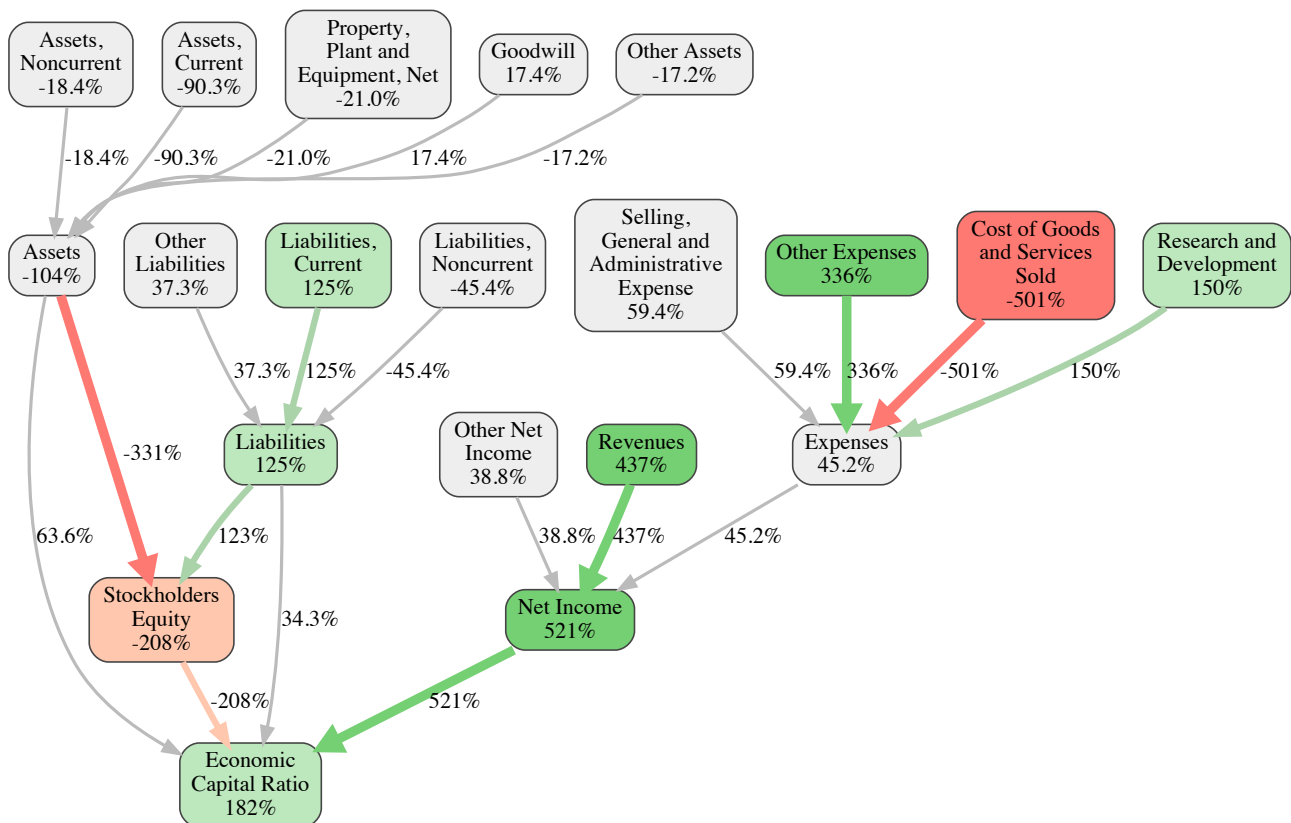 Assets,
Noncurrent
-18.4%
Assets,
Current
-90.3%
Property,
Plant and
Equipment, Net
-21.0%
Goodwill
17.4%
Other Assets
-17.2%
-18.4%
-90.3%
-21.0%
17.4%
-17.2%
Assets
-104%
Other
Liabilities
37.3%
Liabilities,
Current
125%
Liabilities,
Noncurrent
-45.4%
Selling,
General and
Administrative
Expense
59.4%
Other Expenses
336%
Cost of Goods
and Services
Sold
-501%
Research and
Development
150%
37.3%
125%
-45.4%
59.4%
336%
-501%
150%
-331%
Liabilities
125%
Other Net
Income
38.8%
Revenues
437%
Expenses
45.2%
63.6%
123%
38.8%
437%
45.2%
Stockholders
Equity
-208%
34.3%
Net Income
521%
-208%
521%
Economic
Capital Ratio
182%